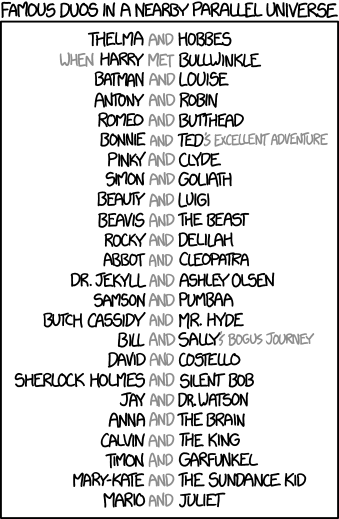 FAMOUS DUOS IN A NEARBY PARALLEL UNIVERSE
THELMA AND HOBBES
WHEN HARRY MET BULLWINKLE
BATMAN AND LOUISE
ANTONY AND ROBIN
ROMEO AND BUTTHEAD
BONNIE AND TED'S EXCELLENT ADVENTURE
PINKY AND CLYDE
SIMON AND GOLIATH
BEAUTY AND LUIGI
BEAVIS AND THE BEAST
ROCKY AND DELILAH
ABBOT AND CLEOPATRA
DR. JEKYLL AND ASHLEY OLSEN
SAMSON AND PUMBAA
BUTCH CASSIDY AND MR. HYDE
BILL AND SALLY'S BOGUS JOURNEY
DAVID AND COSTELLO
SHERLOCK HOLMES AND SILENT BOB
JAY AND DR. WATSON
ANNA AND THE BRAIN
CALVIN AND THE KING
TIMON AND GARFUNKEL
MARY-KATE AND THE SUNDANCE KID
MARIO AND JULIET